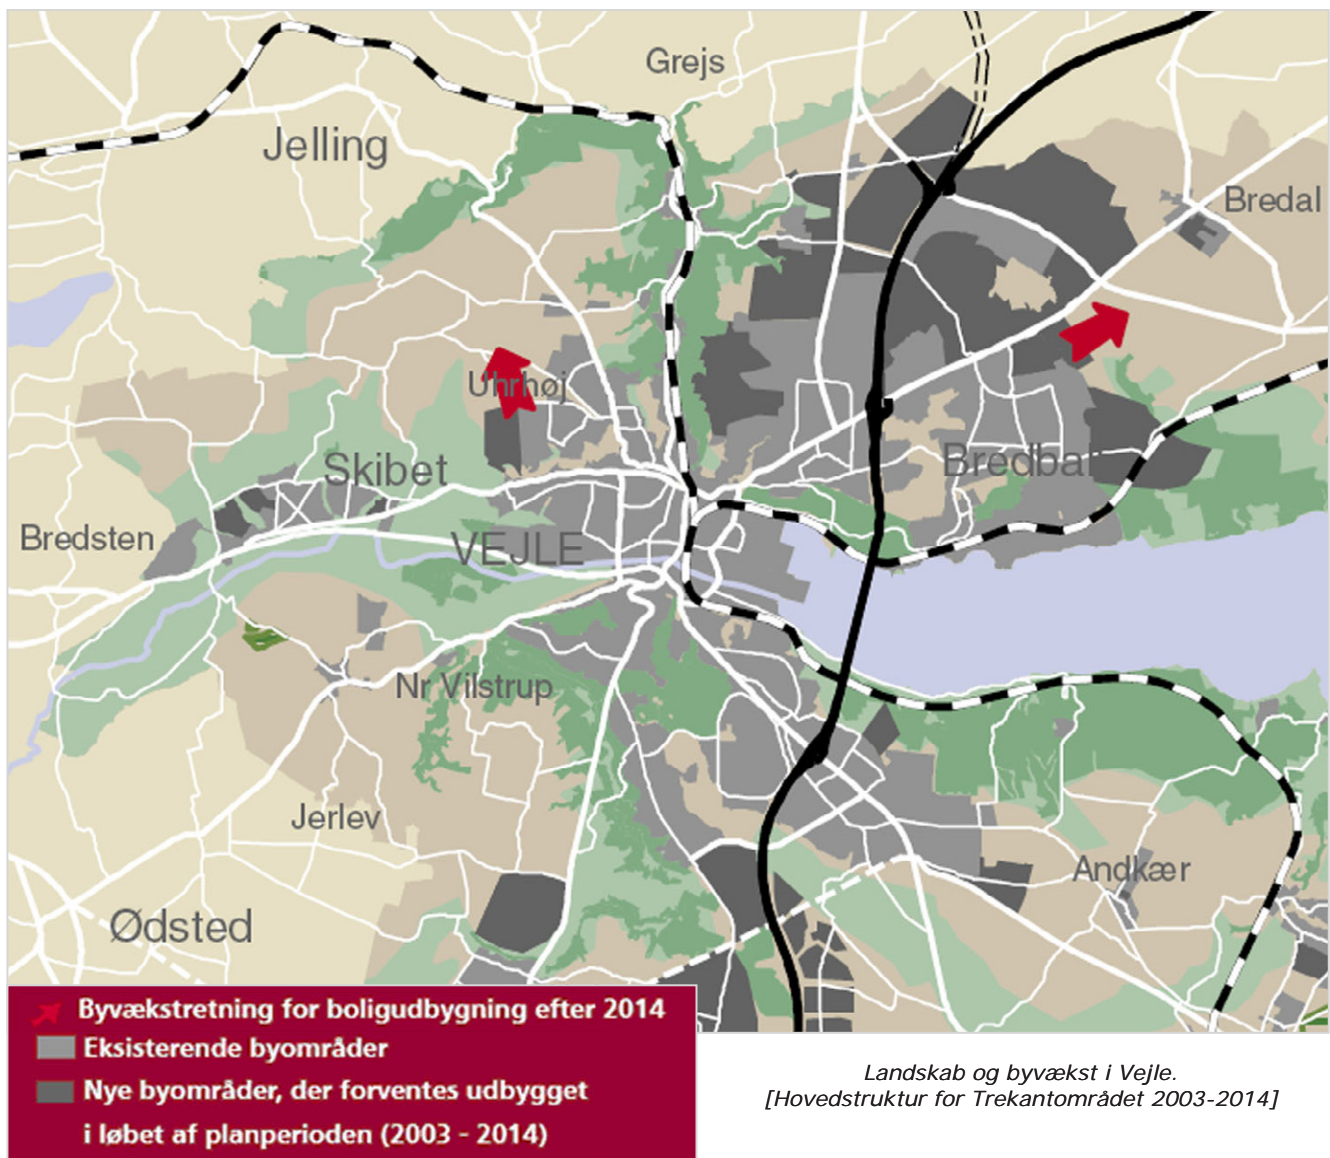 Grejs
Jelling
Bredal
Uhrhøj
Skibet
Bredbal
Bredsten
VEJLE
Nr Vilstrup
Jerlev
Andkær
Ødsted
Byvækstretning for boligudbygning efter 2014
Eksisterende byområder
Nye byområder, der forventes udbygget
i løbet af planperioden (2003 - 2014)
Landskab og byvækst i Vejle.
[Hovedstruktur for Trekantområdet 2003-2014]